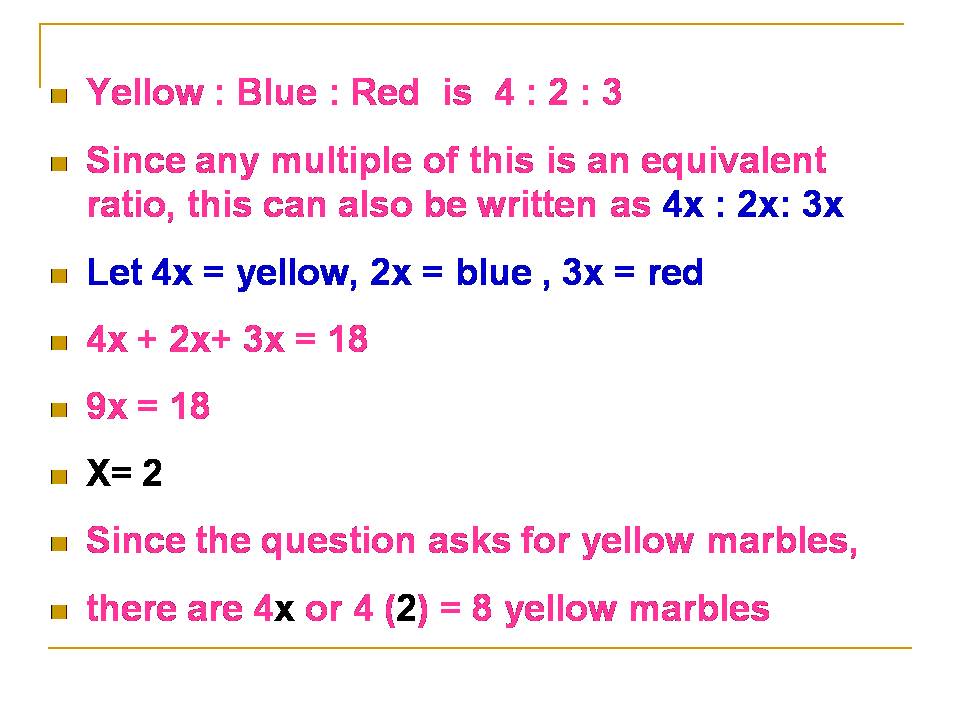 Yellow : Blue : Red is 4 : 2 : 3
Since any multiple of this is an equivalent
ratio, this can also be written as 4x : 2x: 3x
Let 4x = yellow, 2x = blue , 3x = red
4x + 2x+ 3x = 18
9x = 18
X= 2
Since the question asks for yellow marbles,
there are 4x or 4 (2) = 8 yellow marbles